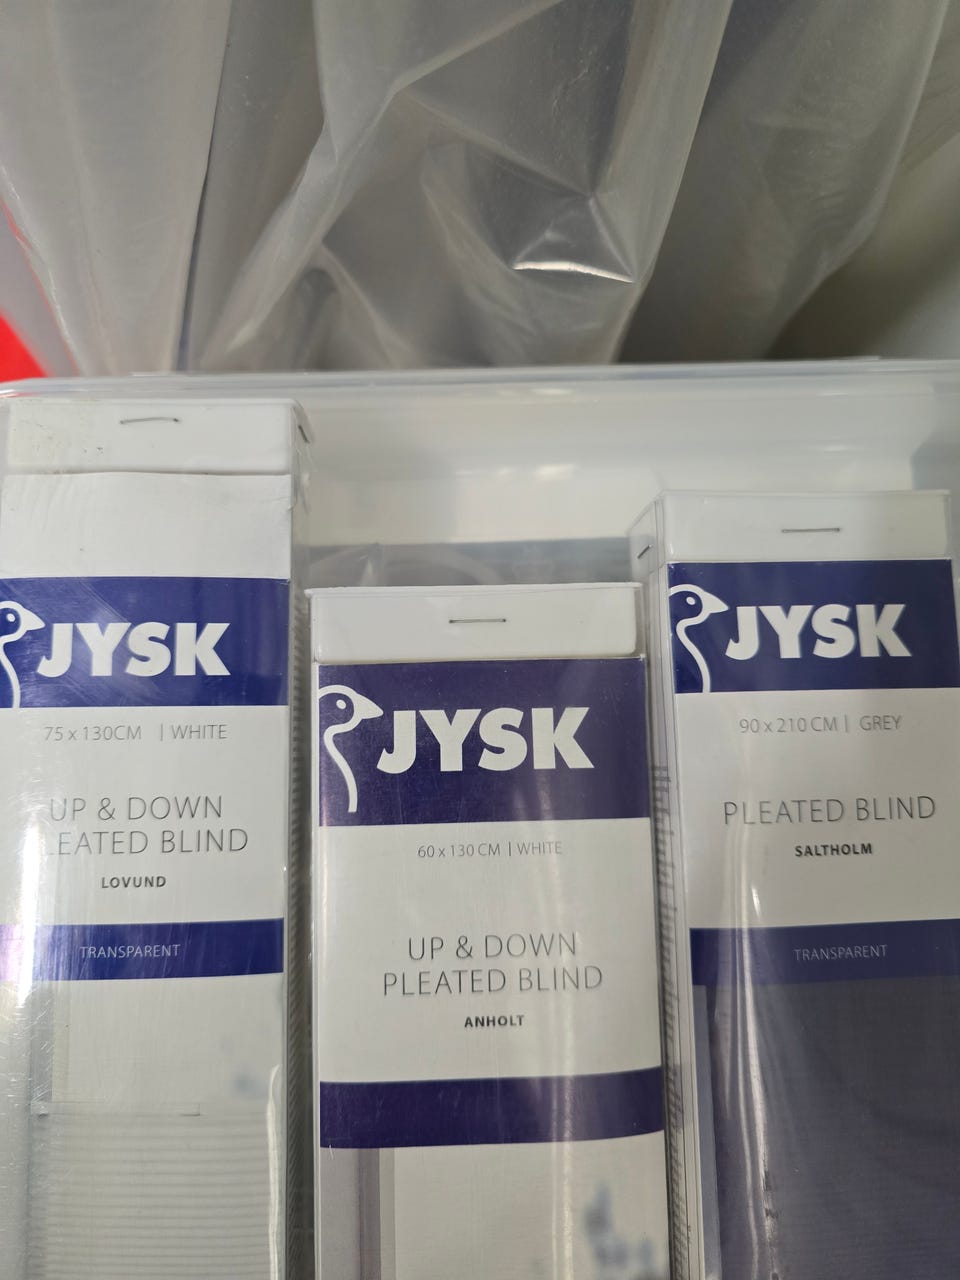 JYSK
75 x 130CM | WHITE
UP & DOWN
PLEATED BLIND
LOVUND
TRANSPARENT
JYSK
60 x 130 CM | WHITE
UP & DOWN
PLEATED BLIND
ANHOLT
JYSK
90 x 210 CM | GREY
PLEATED BLIND
SALTHOLM
TRANSPARENT